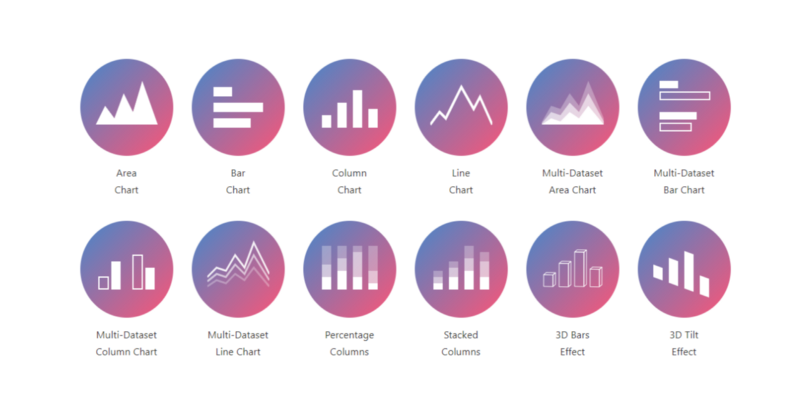 Area
Chart
Bar
Chart
Column
Chart
Line
Chart
Multi-Dataset
Area Chart
Multi-Dataset
Bar Chart
Multi-Dataset
Column Chart
Multi-Dataset
Line Chart
Percentage
Columns
Stacked
Columns
3D Bars
Effect
3D Tilt
Effect